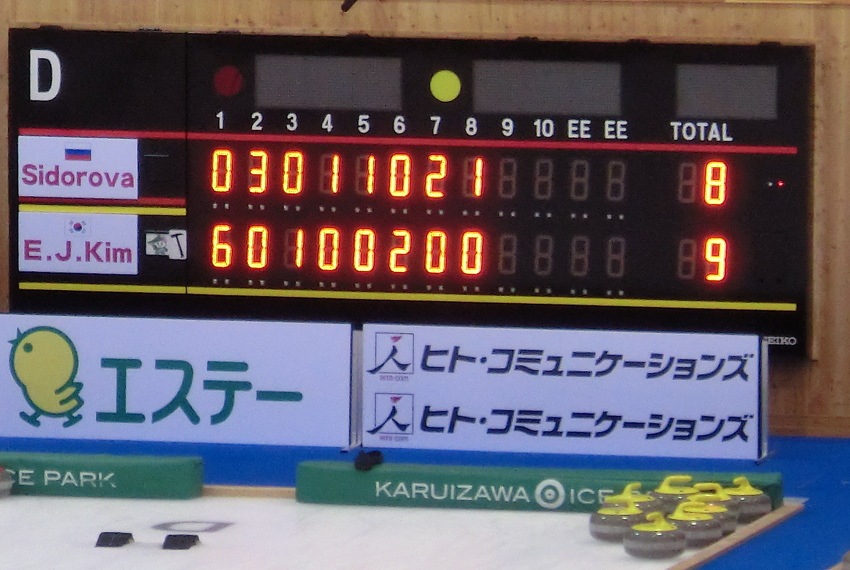 D
1 2 3 4 5 6 7 8 9 10 EE EE TOTAL
Sidorova 0 3 0 1 1 0 2 1 8
E.J.Kim 6 0 1 0 0 2 0 0 9
SEIKO
エステー
ヒト・コミュニケーションズ
ヒト・コミュニケーションズ
CE PARK
KARUIZAWA ICE
D